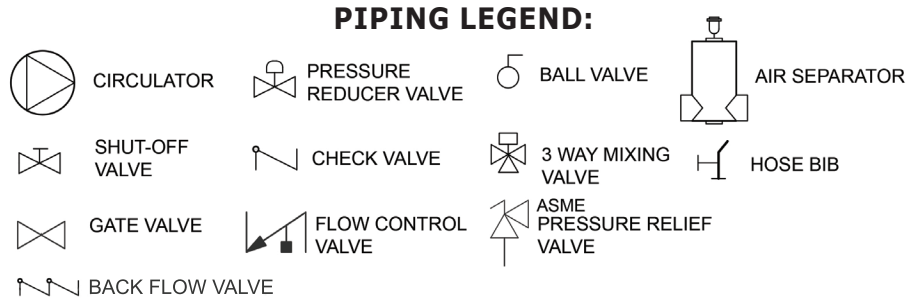 PIPING LEGEND:
CIRCULATOR
PRESSURE
REDUCER VALVE
BALL VALVE
AIR SEPARATOR
SHUT-OFF
VALVE
CHECK VALVE
3 WAY MIXING
VALVE
HOSE BIB
GATE VALVE
FLOW CONTROL
VALVE
ASME
PRESSURE RELIEF
VALVE
BACK FLOW VALVE